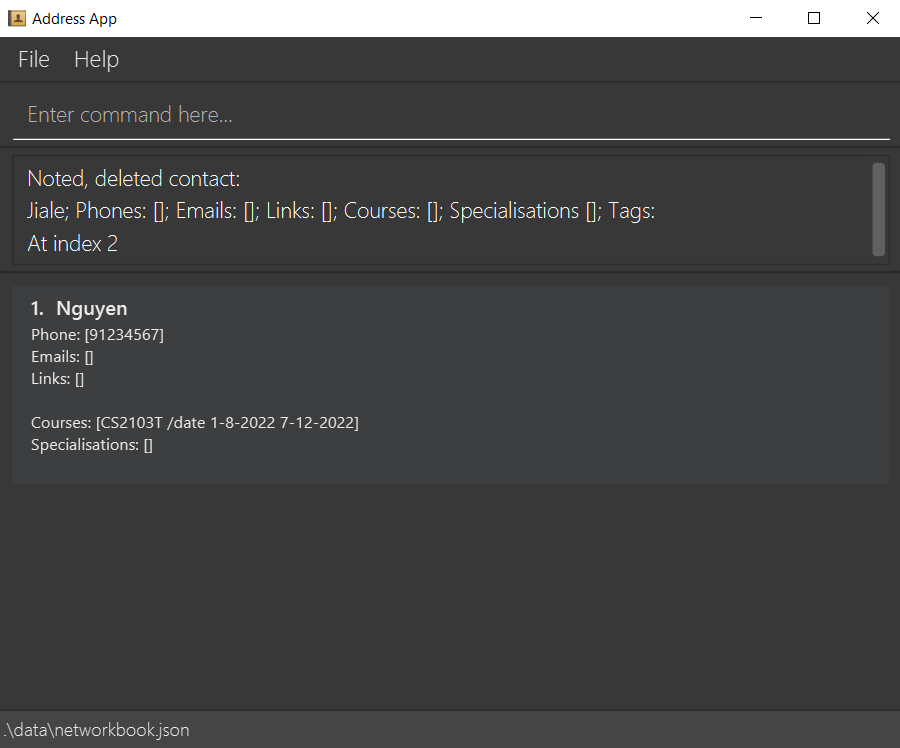 Address App
File Help
Enter command here...
Noted, deleted contact:
Jiale; Phones: []; Emails: []; Links: []; Courses: []; Specialisations []; Tags:
At index 2
1. Nguyen
Phone: [91234567]
Emails: []
Links: []
Courses: [CS2103T /date 1-8-2022 7-12-2022]
Specialisations: []
.\data\networkbook.json